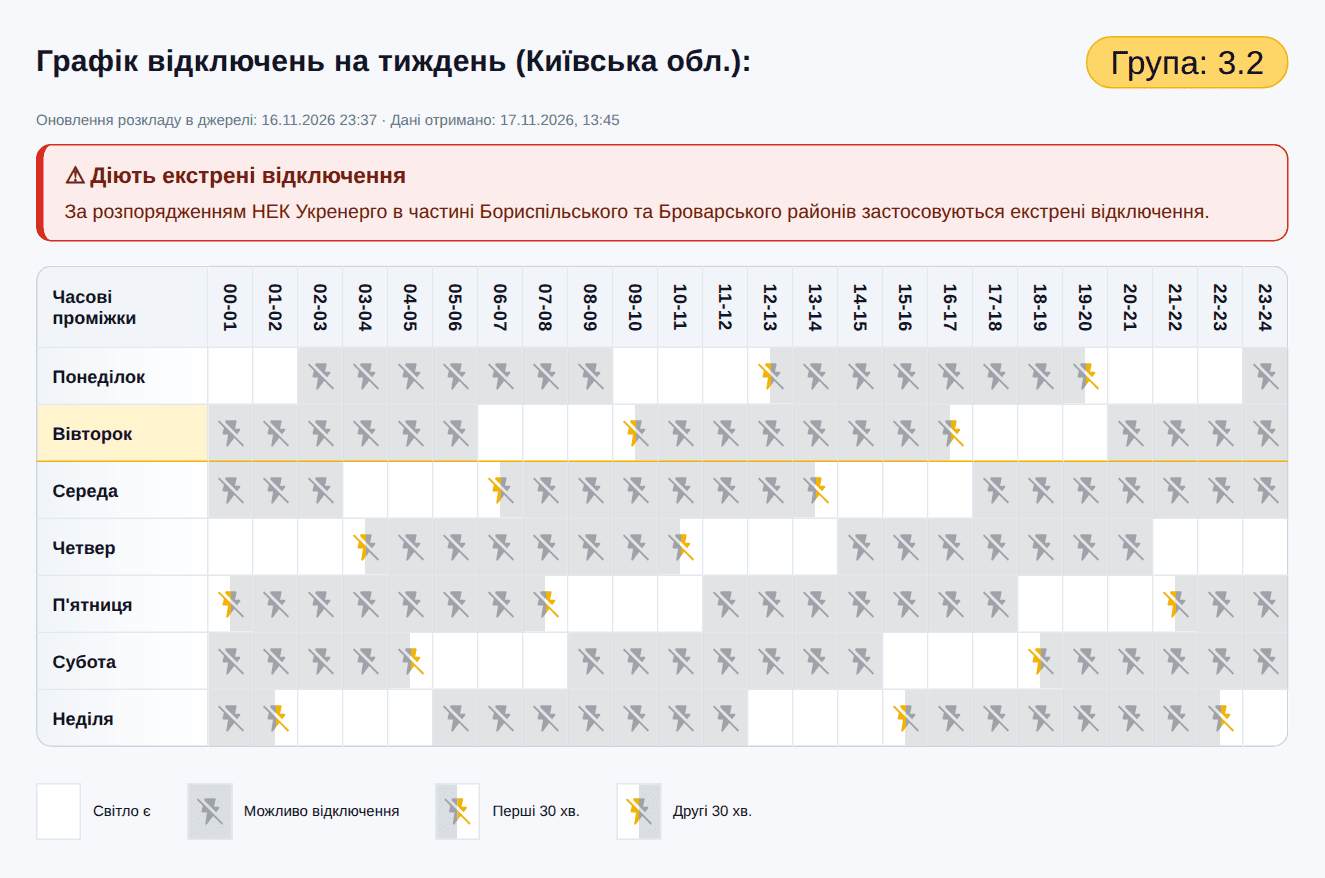 Графік відключень на тиждень (Київська обл.):
Група: 3.2
Оновлення розкладу в джерелі: 16.11.2026 23:37 · Дані отримано: 17.11.2026, 13:45
⚠ Діють екстрені відключення
За розпорядженням НЕК Укренерго в частині Бориспільського та Броварського районів застосовуються екстрені відключення.
Часові
проміжки
00-01
01-02
02-03
03-04
04-05
05-06
06-07
07-08
08-09
09-10
10-11
11-12
12-13
13-14
14-15
15-16
16-17
17-18
18-19
19-20
20-21
21-22
22-23
23-24
Понеділок
Вівторок
Середа
Четвер
П'ятниця
Субота
Неділя
Світло є
Можливо відключення
Перші 30 хв.
Другі 30 хв.